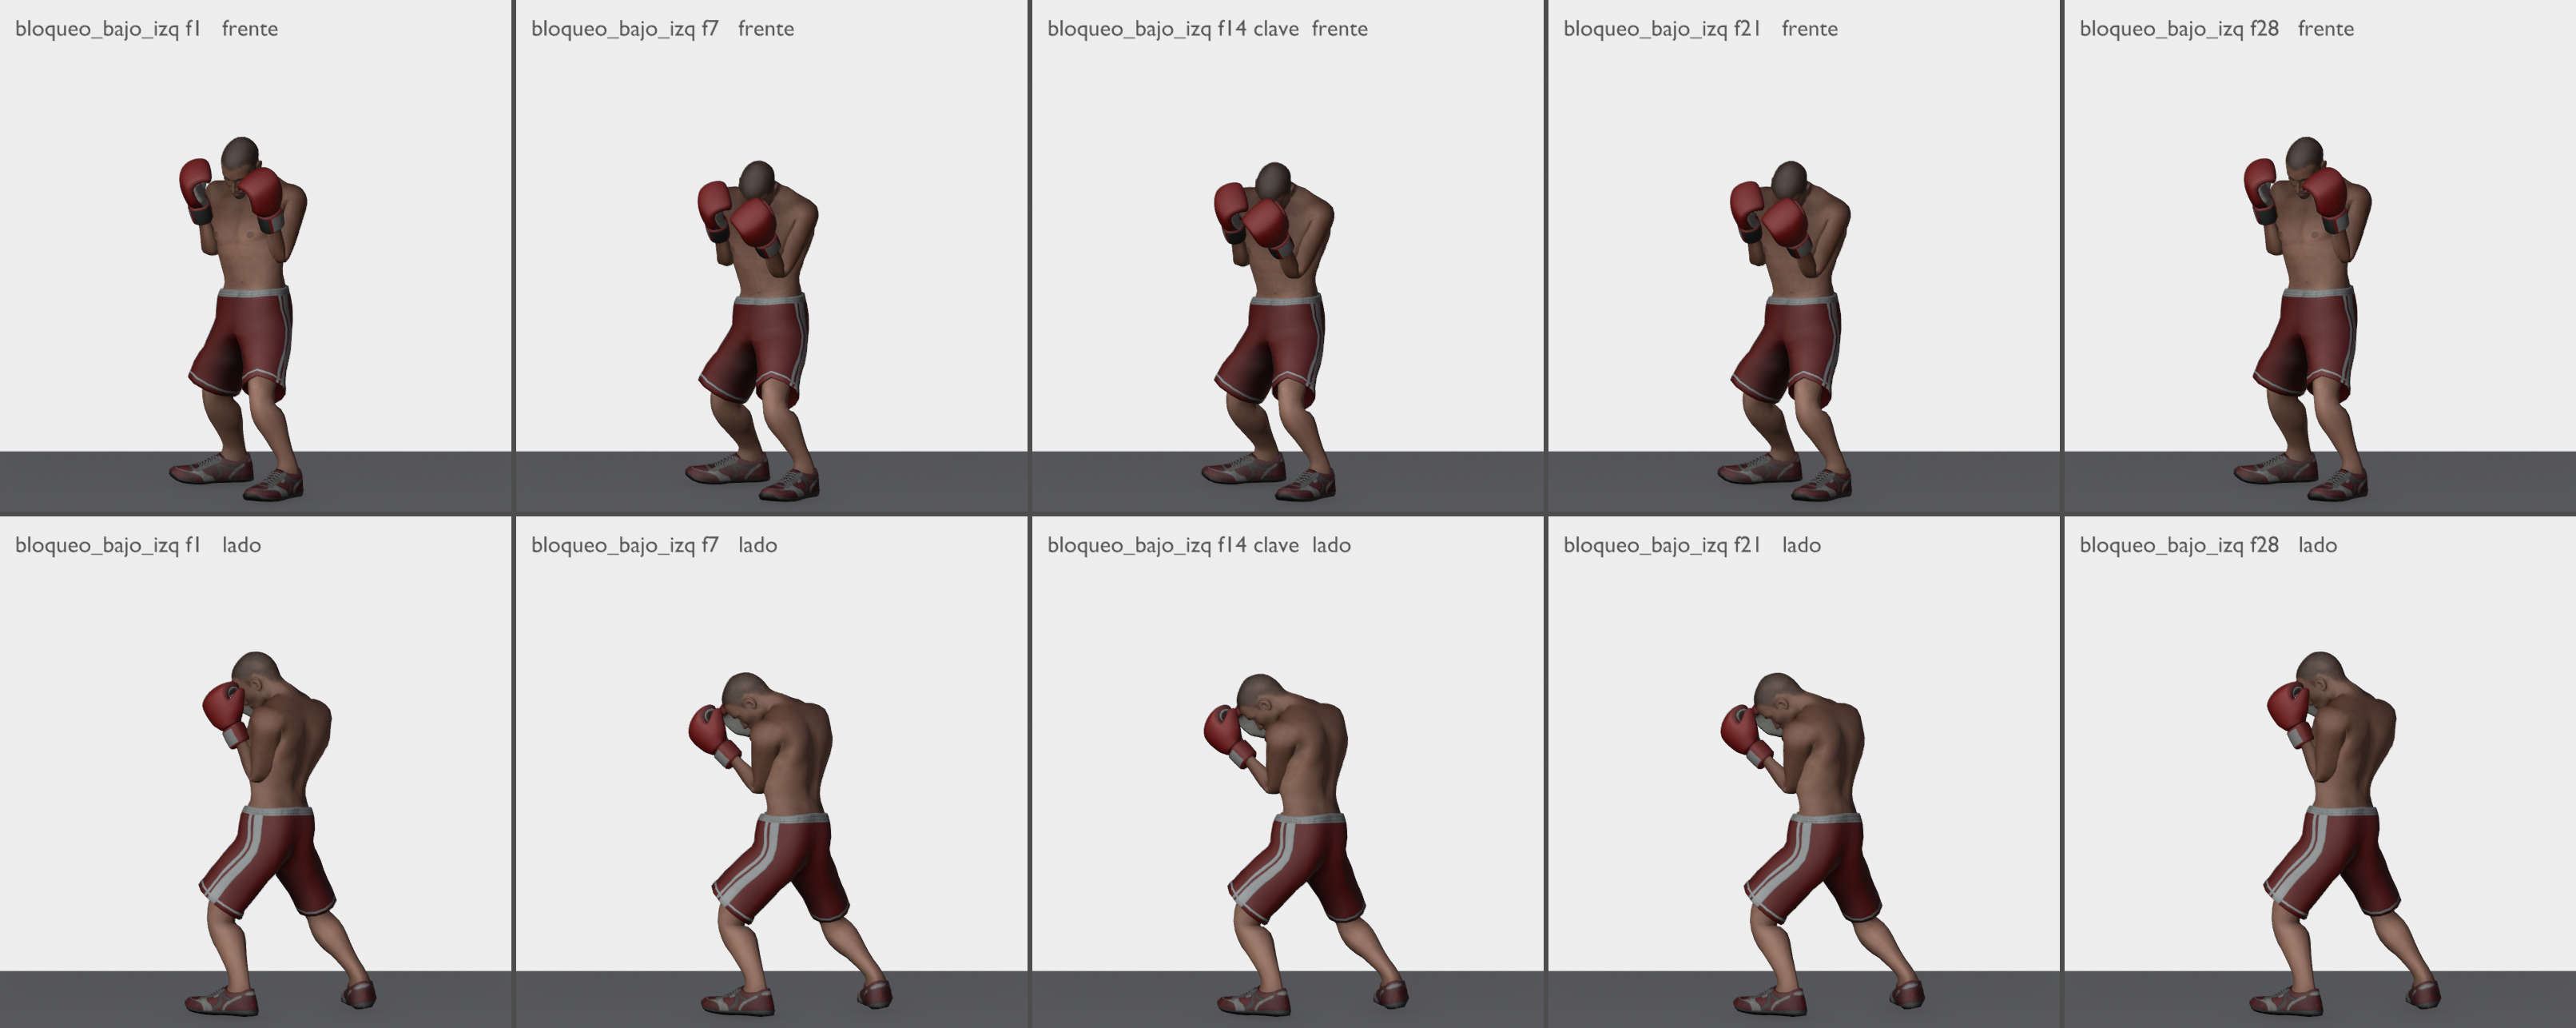 bloqueo_bajo_izq f1 frente
bloqueo_bajo_izq f7 frente
bloqueo_bajo_izq f14 clave frente
bloqueo_bajo_izq f21 frente
bloqueo_bajo_izq f28 frente
bloqueo_bajo_izq f1 lado
bloqueo_bajo_izq f7 lado
bloqueo_bajo_izq f14 clave lado
bloqueo_bajo_izq f21 lado
bloqueo_bajo_izq f28 lado